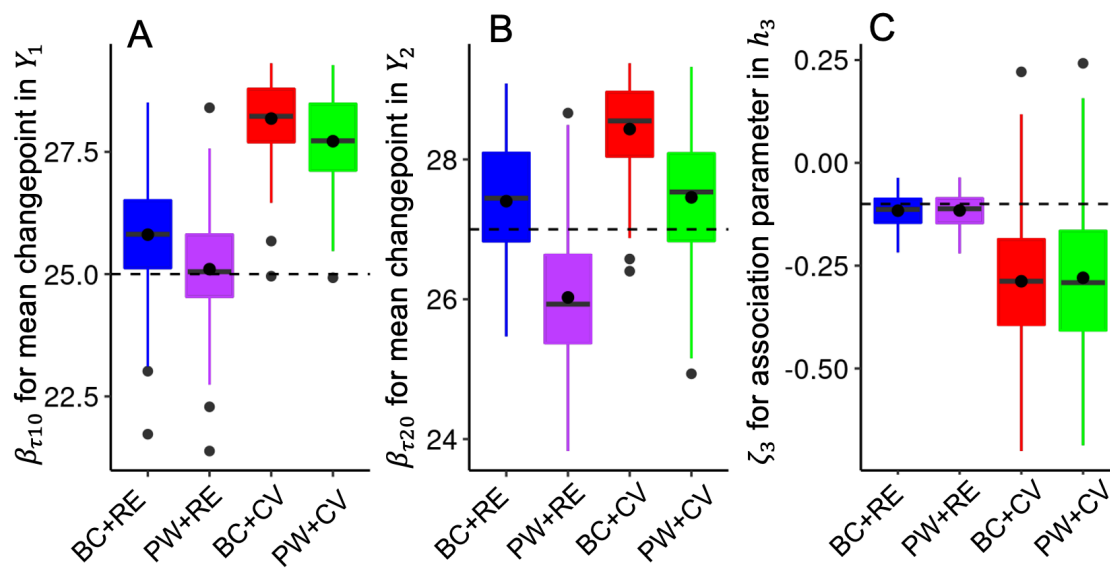 A
β_τ10 for mean changepoint in Y_1
27.5
25.0
22.5
BC+RE
PW+RE
BC+CV
PW+CV
B
β_τ20 for mean changepoint in Y_2
28
26
24
BC+RE
PW+RE
BC+CV
PW+CV
C
ζ_3 for association parameter in h_3
0.25
0.00
-0.25
-0.50
BC+RE
PW+RE
BC+CV
PW+CV